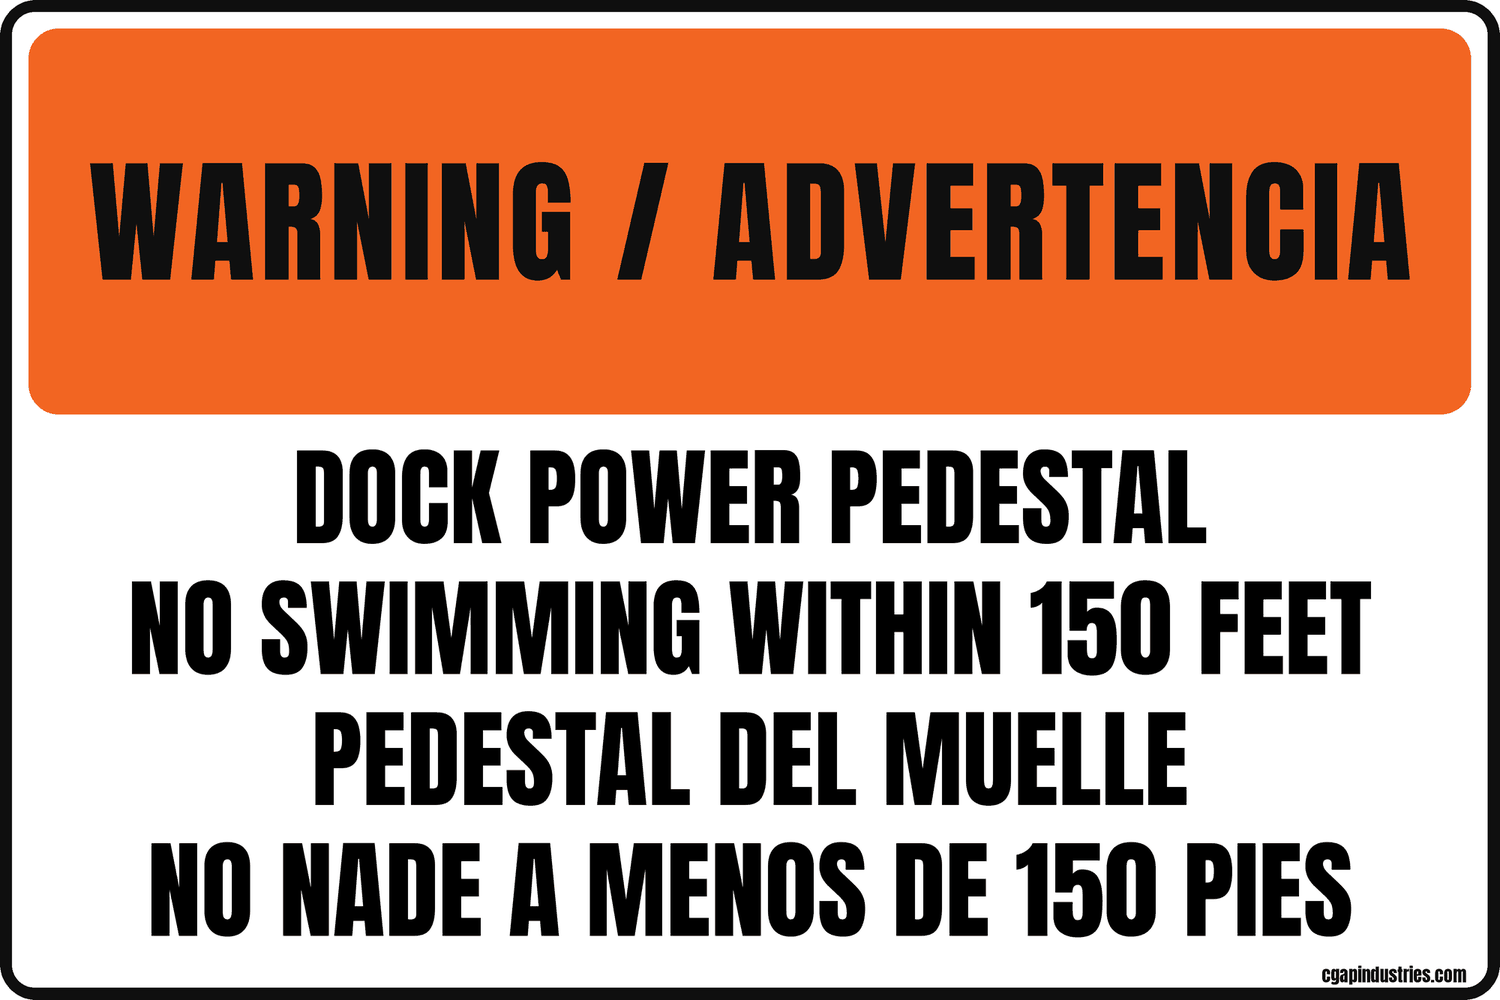 WARNING / ADVERTENCIA
DOCK POWER PEDESTAL
NO SWIMMING WITHIN 150 FEET
PEDESTAL DEL MUELLE
NO NADE A MENOS DE 150 PIES
cgapindustries.com